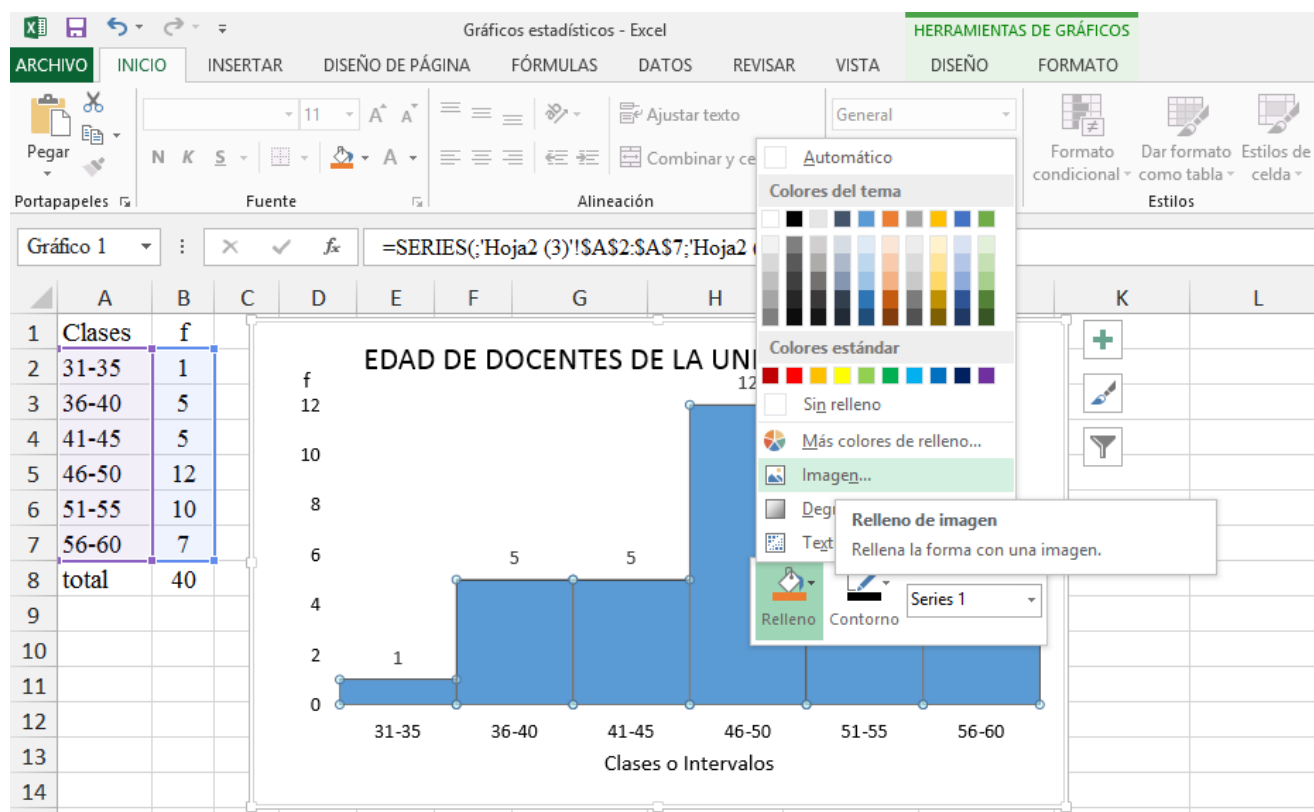 Gráficos estadísticos - Excel
HERRAMIENTAS DE GRÁFICOS
ARCHIVO INICIO INSERTAR DISEÑO DE PÁGINA FÓRMULAS DATOS REVISAR VISTA DISEÑO FORMATO
11 A A Ajustar texto General
Pegar N K S A Combinar y ce
Formato condicional
Dar formato como tabla
Estilos de celda
Portapapeles Fuente Alineación Estilos
Gráfico 1 fx =SERIES(;'Hoja2 (3)'!$A$2:$A$7;'Hoja2 (
A B C D E F G H K L
1 Clases f
2 31-35 1
3 36-40 5
4 41-45 5
5 46-50 12
6 51-55 10
7 56-60 7
8 total 40
9
10
11
12
13
14
EDAD DE DOCENTES DE LA
f
12
10
8
6
4
2
0
1 5 5 12
31-35 36-40 41-45 46-50 51-55 56-60
Clases o Intervalos
Automático
Colores del tema
Colores estándar
Sin relleno
Más colores de relleno...
Imagen...
Degr
Text
Relleno de imagen
Rellena la forma con una imagen.
Relleno Contorno Series 1